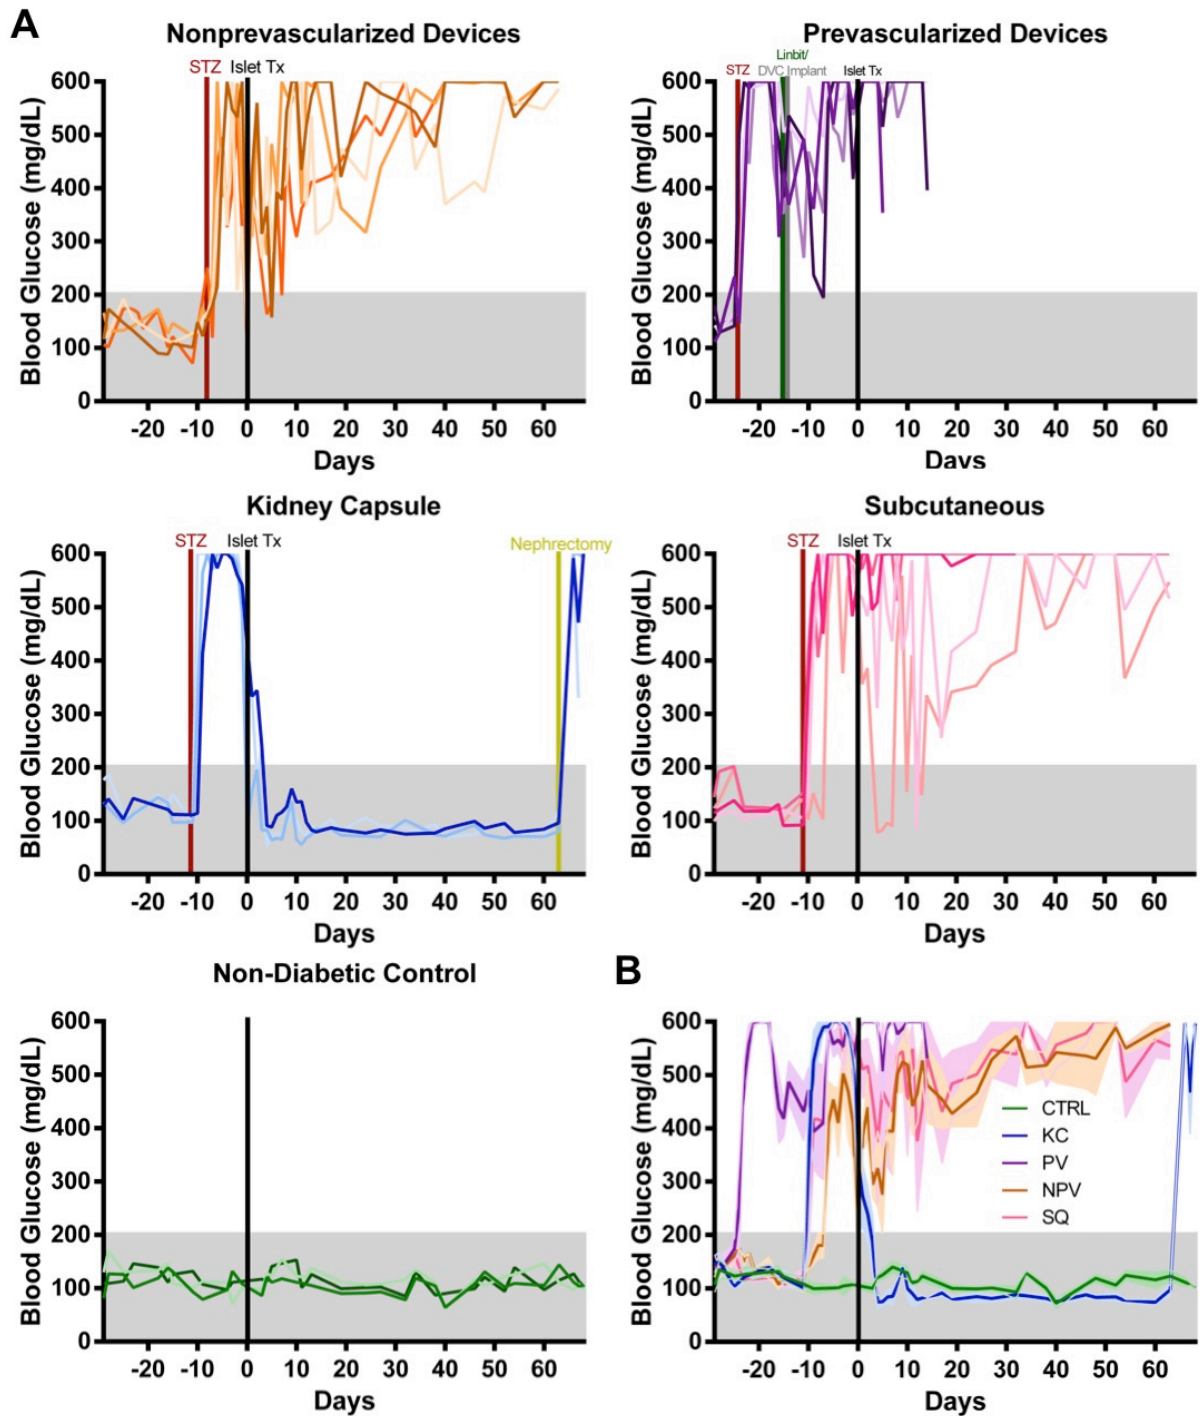 A
Nonprevascularized Devices
STZ Islet Tx
Blood Glucose (mg/dL)
600
500
400
300
200
100
0
-20 -10 0 10 20 30 40 50 60
Days
Prevascularized Devices
Linbit/
STZ DVC Implant Islet Tx
Blood Glucose (mg/dL)
600
500
400
300
200
100
0
-20 -10 0 10 20 30 40 50 60
Days
Kidney Capsule
STZ Islet Tx
Nephrectomy
Blood Glucose (mg/dL)
600
500
400
300
200
100
0
-20 -10 0 10 20 30 40 50 60
Days
Subcutaneous
STZ Islet Tx
Blood Glucose (mg/dL)
600
500
400
300
200
100
0
-20 -10 0 10 20 30 40 50 60
Days
Non-Diabetic Control
Blood Glucose (mg/dL)
600
500
400
300
200
100
0
-20 -10 0 10 20 30 40 50 60
Days
B
Blood Glucose (mg/dL)
600
500
400
300
200
100
0
-20 -10 0 10 20 30 40 50 60
Days
CTRL
KC
PV
NPV
SQ